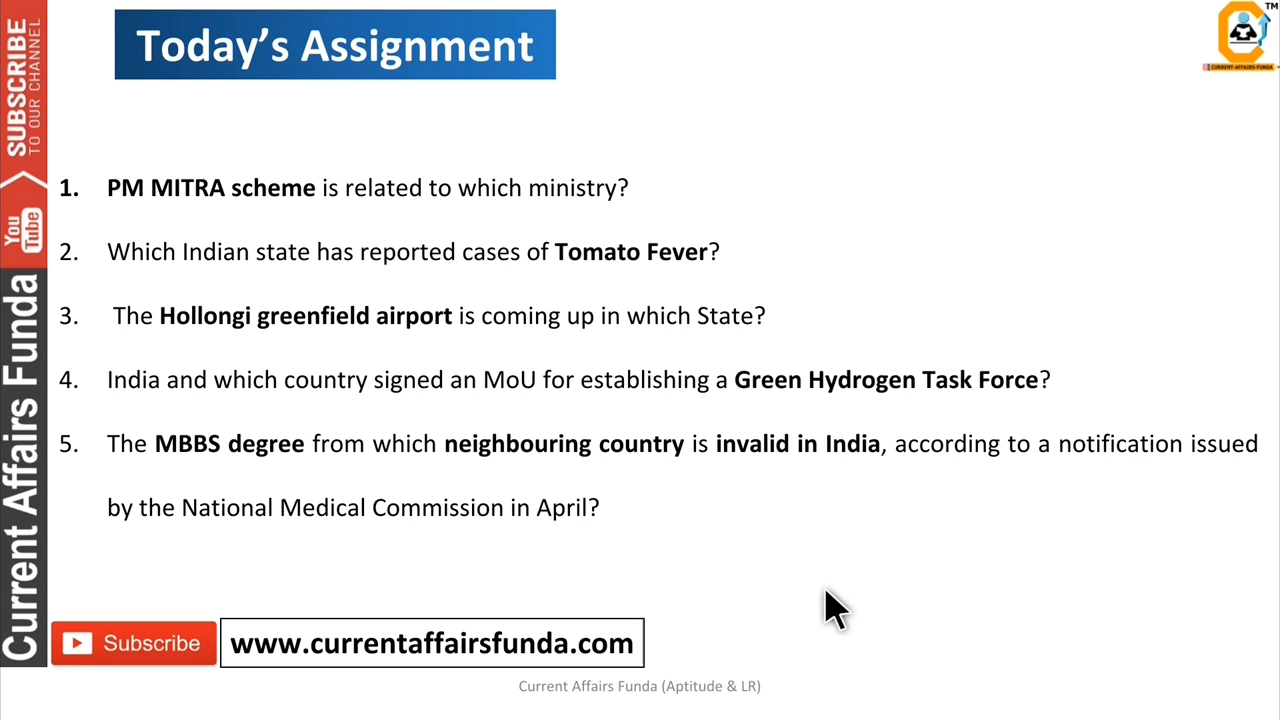 Today's Assignment
TM
CURRENT-AFFAIRS-FUNDA
SUBSCRIBE
TO OUR CHANNEL
You
Tube
Current Affairs Funda
1. PM MITRA scheme is related to which ministry?
2. Which Indian state has reported cases of Tomato Fever?
3. The Hollongi greenfield airport is coming up in which State?
4. India and which country signed an MoU for establishing a Green Hydrogen Task Force?
5. The MBBS degree from which neighbouring country is invalid in India, according to a notification issued
by the National Medical Commission in April?
Subscribe
www.currentaffairsfunda.com
Current Affairs Funda (Aptitude & LR)